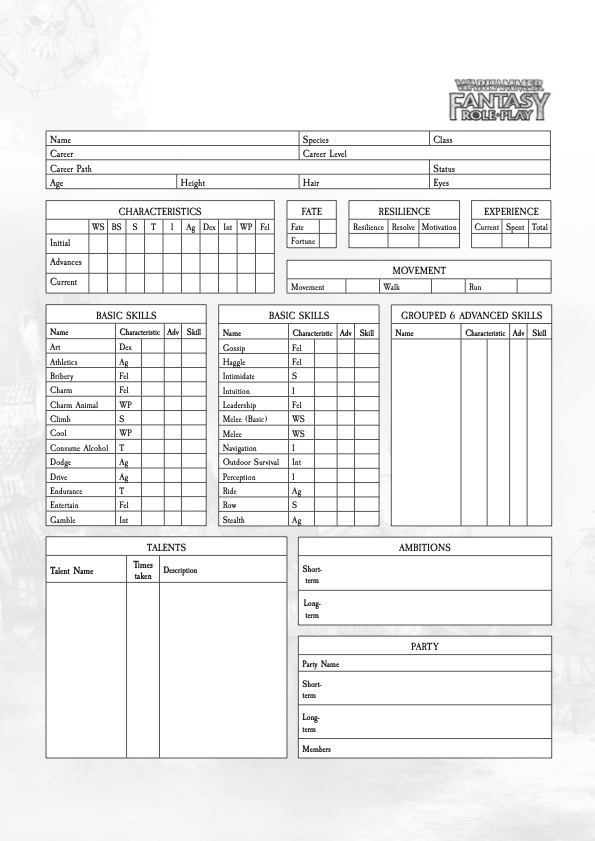 WARHAMMER
FANTASY
ROLE-PLAY
Name Species Class
Career Career Level
Career Path Status
Age Height Hair Eyes
CHARACTERISTICS
WS BS S T I Ag Dex Int WP Fel
Initial
Advances
Current
FATE
Fate
Fortune
RESILIENCE
Resilience Resolve Motivation
EXPERIENCE
Current Spent Total
MOVEMENT
Movement Walk Run
BASIC SKILLS
Name Characteristic Adv Skill
Art Dex
Athletics Ag
Bribery Fel
Charm Fel
Charm Animal WP
Climb S
Cool WP
Consume Alcohol T
Dodge Ag
Drive Ag
Endurance T
Entertain Fel
Gamble Int
BASIC SKILLS
Name Characteristic Adv Skill
Gossip Fel
Haggle Fel
Intimidate S
Intuition I
Leadership Fel
Melee (Basic) WS
Melee WS
Navigation I
Outdoor Survival Int
Perception I
Ride Ag
Row S
Stealth Ag
GROUPED & ADVANCED SKILLS
Name Characteristic Adv Skill
TALENTS
Talent Name Times taken Description
AMBITIONS
Short-
term
Long-
term
PARTY
Party Name
Short-
term
Long-
term
Members